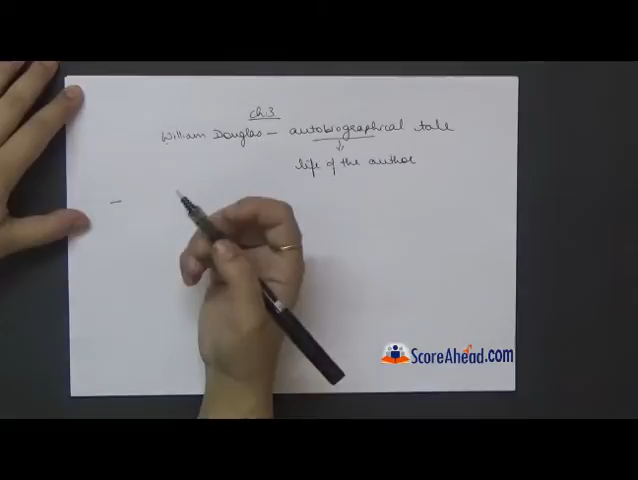 ch.3
William Douglas – autobiographical tale
life of the author
–
ScoreAhead.com